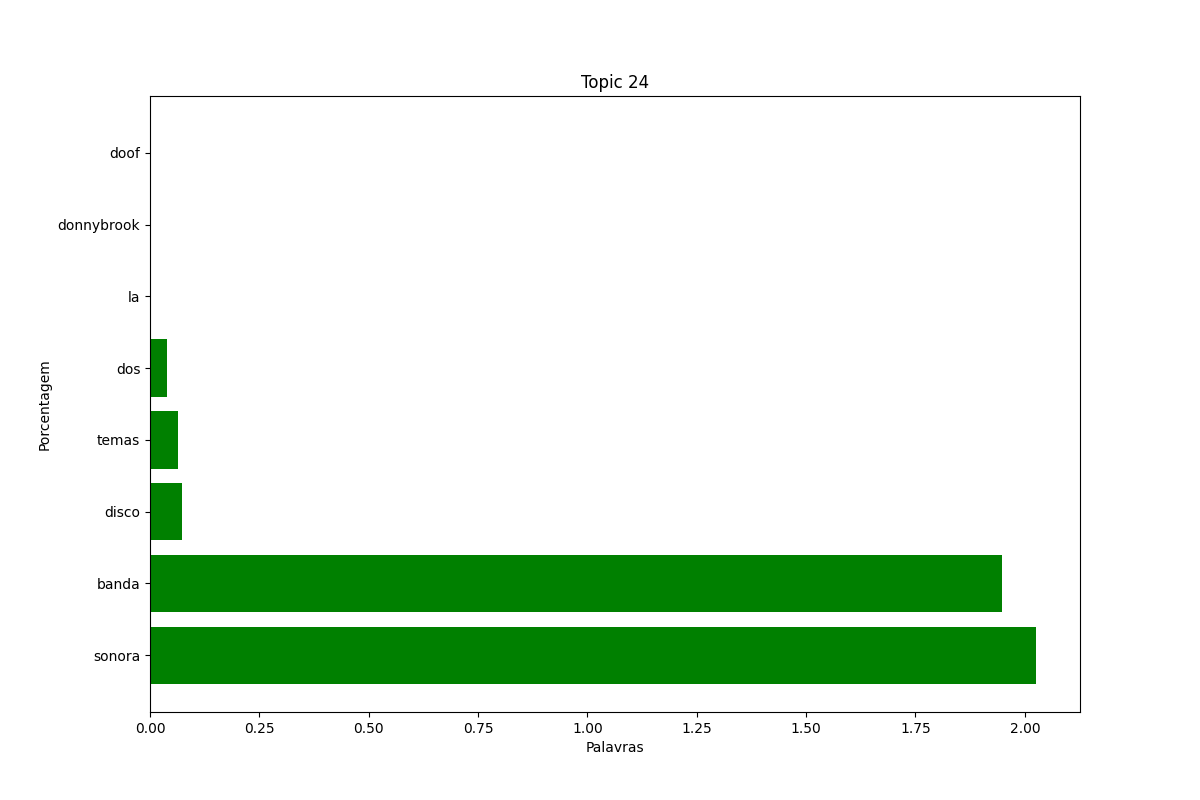 Topic 24
doof
donnybrook
la
dos
temas
disco
banda
sonora
Porcentagem
0.00 0.25 0.50 0.75 1.00 1.25 1.50 1.75 2.00
Palavras